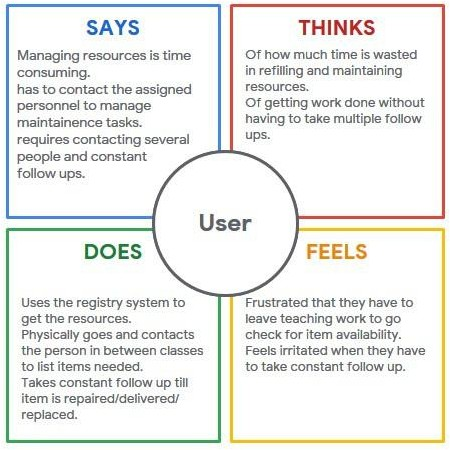 SAYS
Managing resources is time
consuming.
has to contact the assigned
personnel to manage
maintainence tasks.
requires contacting several
people and constant
follow ups.
THINKS
Of how much time is wasted
in refilling and maintaining
resources.
Of getting work done without
having to take multiple follow
ups.
User
DOES
Uses the registry system to
get the resources.
Physically goes and contacts
the person in between classes
to list items needed.
Takes constant follow up till
item is repaired/delivered/
replaced.
FEELS
Frustrated that they have to
leave teaching work to go
check for item availability.
Feels irritated when they have
to take constant follow up.